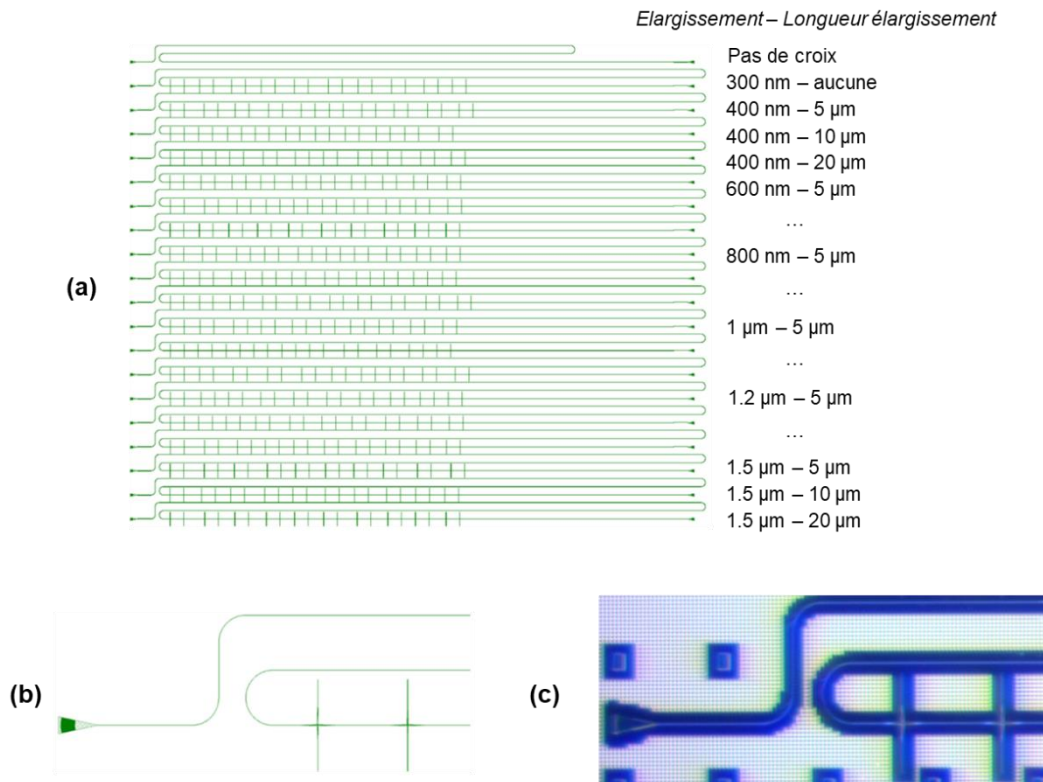 Elargissement – Longueur élargissement
Pas de croix
300 nm – aucune
400 nm – 5 µm
400 nm – 10 µm
400 nm – 20 µm
600 nm – 5 µm
...
800 nm – 5 µm
...
(a)
1 µm – 5 µm
...
1.2 µm – 5 µm
...
1.5 µm – 5 µm
1.5 µm – 10 µm
1.5 µm – 20 µm
(b)
(c)